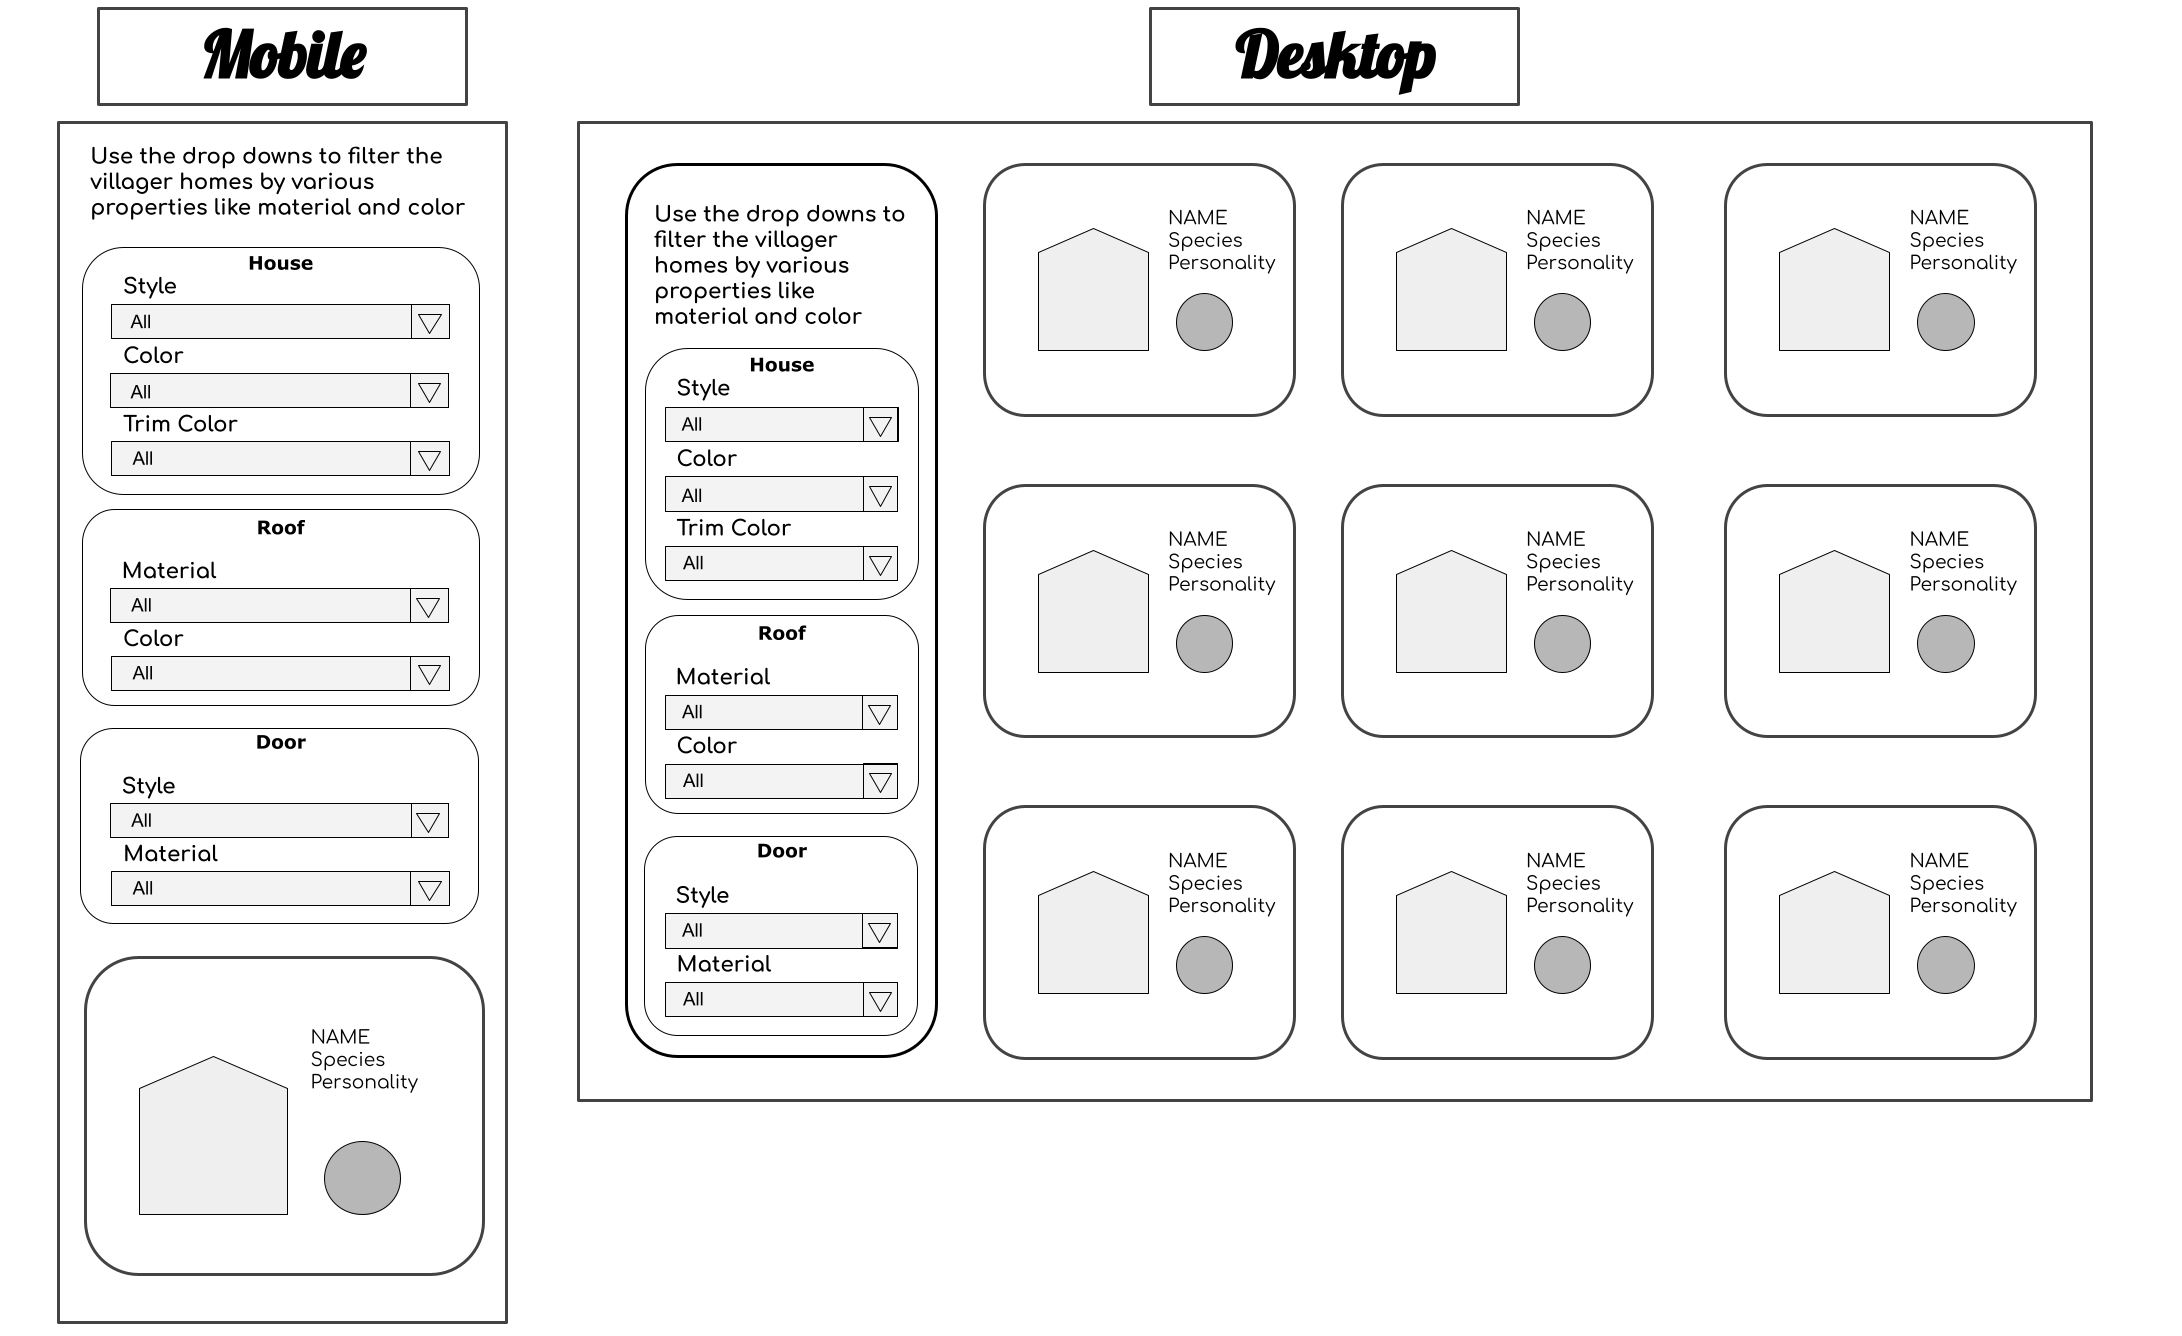 Mobile
Use the drop downs to filter the
villager homes by various
properties like material and color
House
Style
All
Color
All
Trim Color
All
Roof
Material
All
Color
All
Door
Style
All
Material
All
NAME
Species
Personality
Desktop
Use the drop downs to
filter the villager
homes by various
properties like
material and color
House
Style
All
Color
All
Trim Color
All
Roof
Material
All
Color
All
Door
Style
All
Material
All
NAME
Species
Personality
NAME
Species
Personality
NAME
Species
Personality
NAME
Species
Personality
NAME
Species
Personality
NAME
Species
Personality
NAME
Species
Personality
NAME
Species
Personality
NAME
Species
Personality